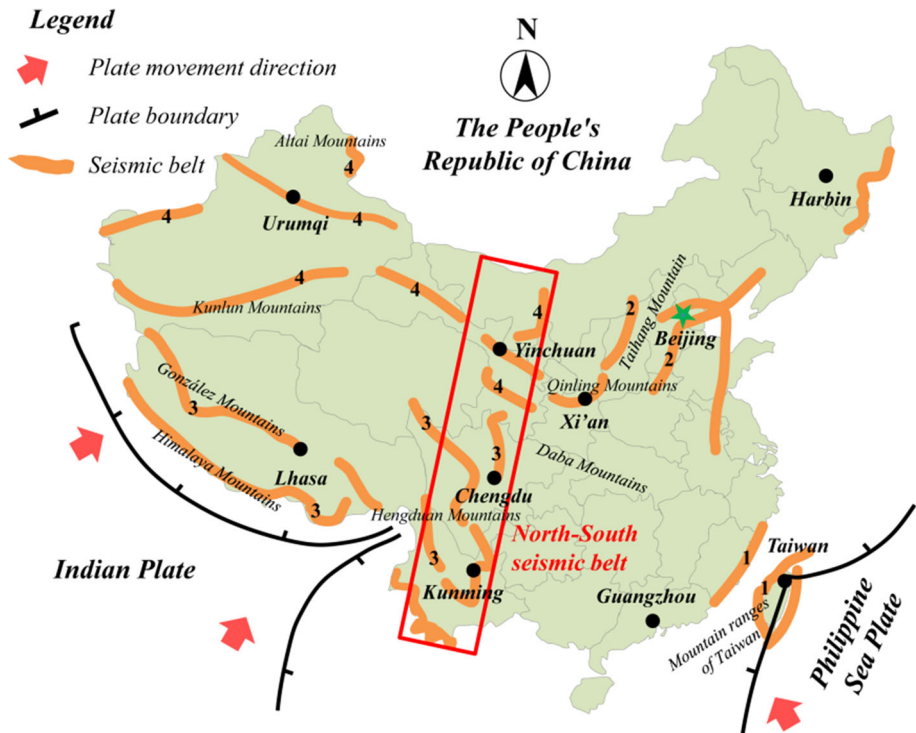 Legend
Plate movement direction
Plate boundary
Seismic belt
N
The People's
Republic of China
Altai Mountains
4
Harbin
4
Urumqi
4
4
Kunlun Mountains
4
4
2
Taihang Mountain
Beijing
2
Yinchuan
4
Qinling Mountains
Xi'an
González Mountains
3
3
Lhasa
Himalaya Mountains
3
3
Chengdu
Daba Mountains
Hengduan Mountains
North-South
seismic belt
3
Kunming
Indian Plate
Guangzhou
1
Taiwan
1
Mountain ranges
of Taiwan
Philippine
Sea Plate